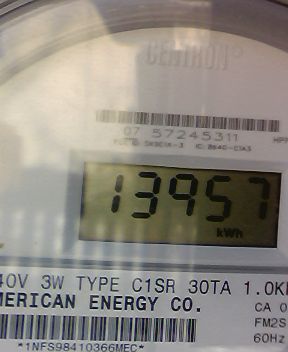 CENTRON®
07 57245311
13957
kWh
40V 3W TYPE C1SR 30TA 1.0K
MERICAN ENERGY CO.
CA 0
FM2S
60Hz
*1NFS98410366MEC*